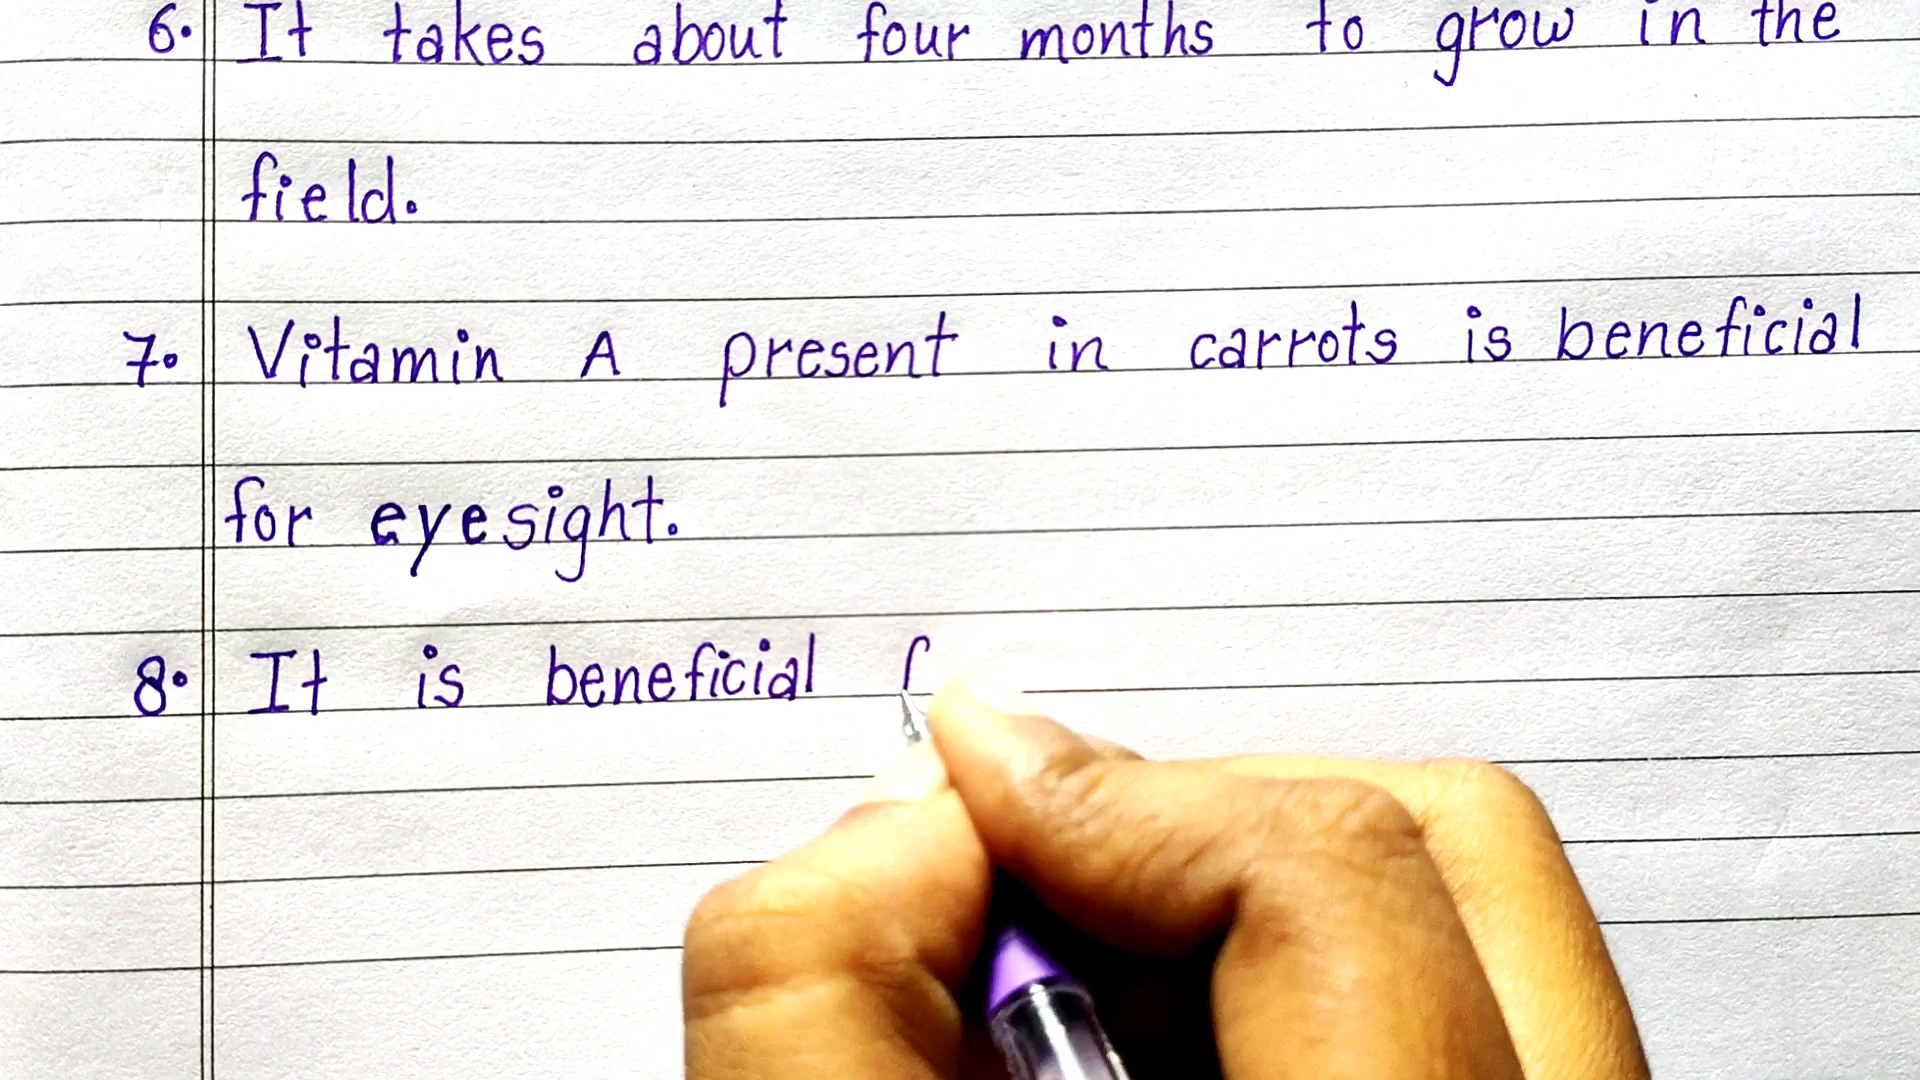 6. It takes about four months to grow in the
field.
7. Vitamin A present in carrots is beneficial
for eyesight.
8. It is beneficial